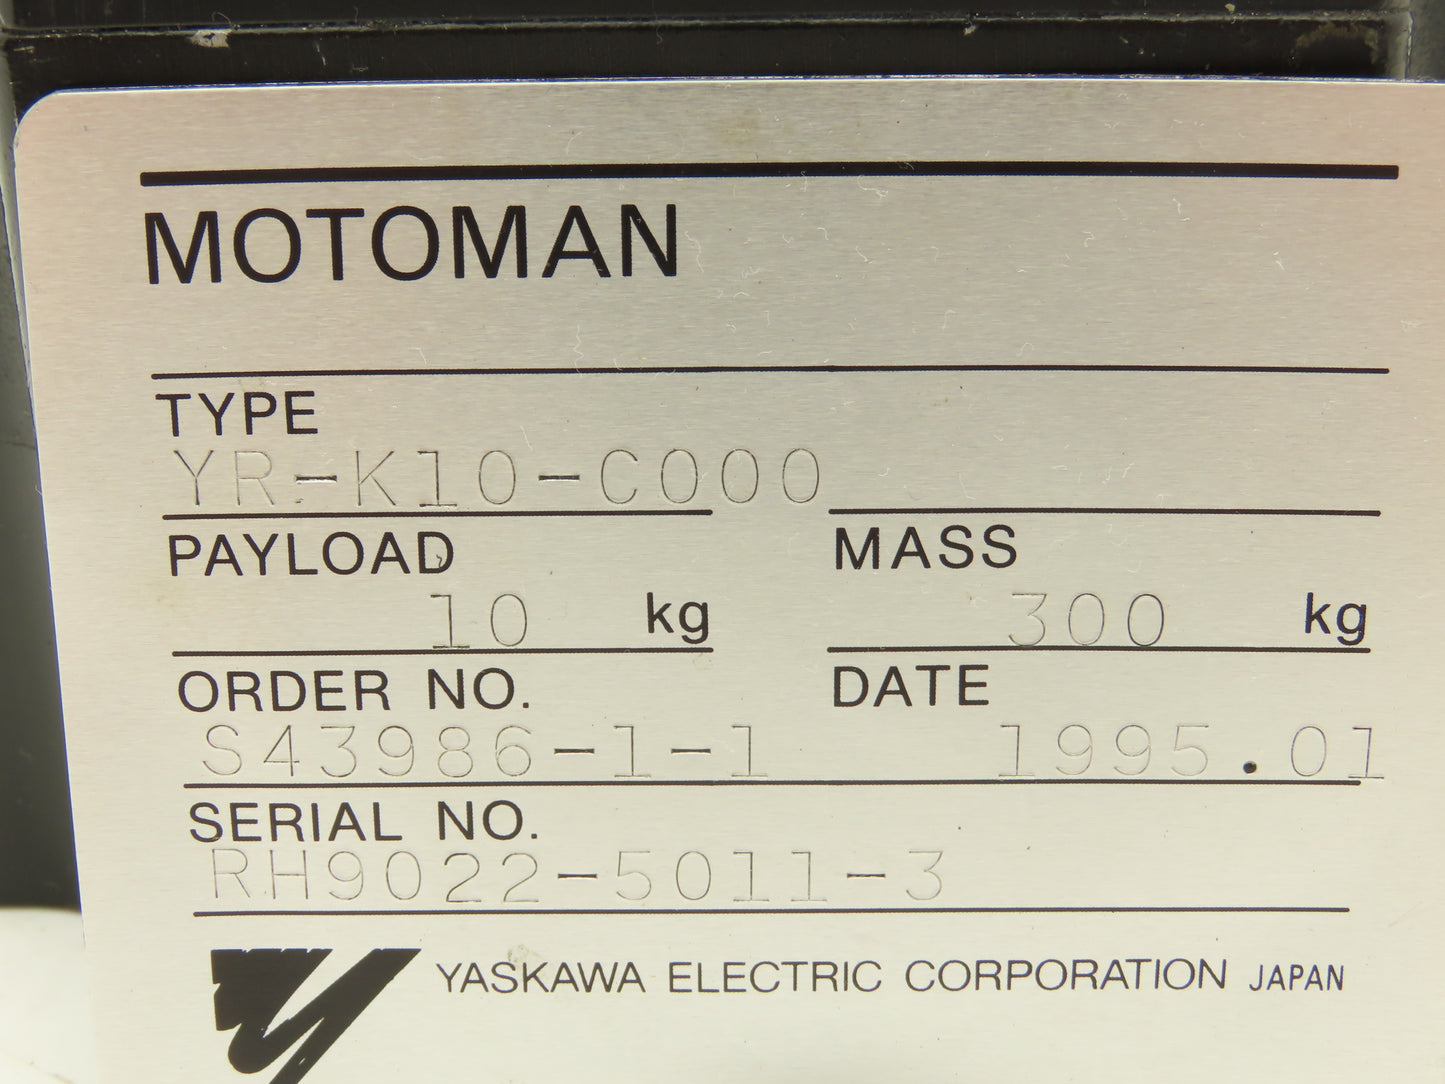 MOTOMAN
TYPE
YR-K10-C000
PAYLOAD MASS
10 kg 300 kg
ORDER NO. DATE
S43986-1-1 1995.01
SERIAL NO.
RH9022-5011-3
YASKAWA ELECTRIC CORPORATION JAPAN